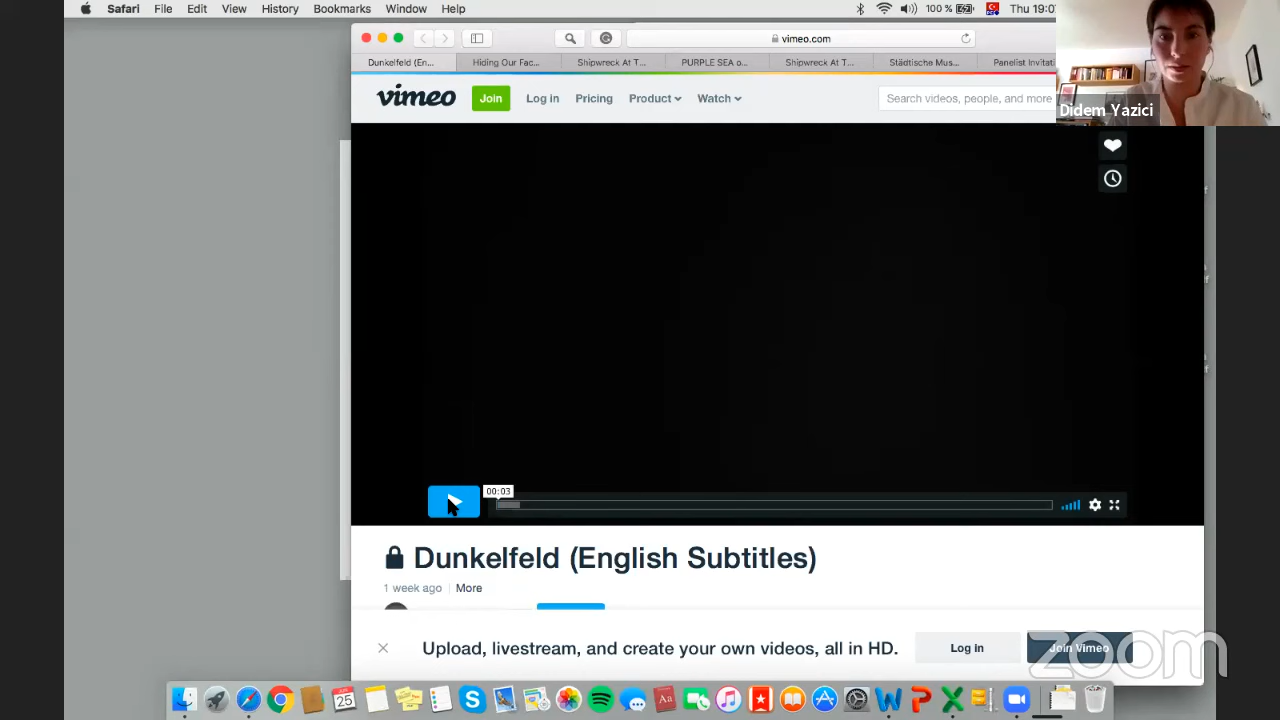 Safari File Edit View History Bookmarks Window Help 100 % Thu 19:0
vimeo.com
Dunkelfeld (En... Hiding Our Fac... Shipwreck At T... PURPLE SEA o... Shipwreck At T... Städtische Mus... Panelist Invitati
vimeo Join Log in Pricing Product Watch Search videos, people, and more
Didem Yazici
00:03
Dunkelfeld (English Subtitles)
1 week ago More
Upload, livestream, and create your own videos, all in HD. Log in Join Vimeo
zoom
25